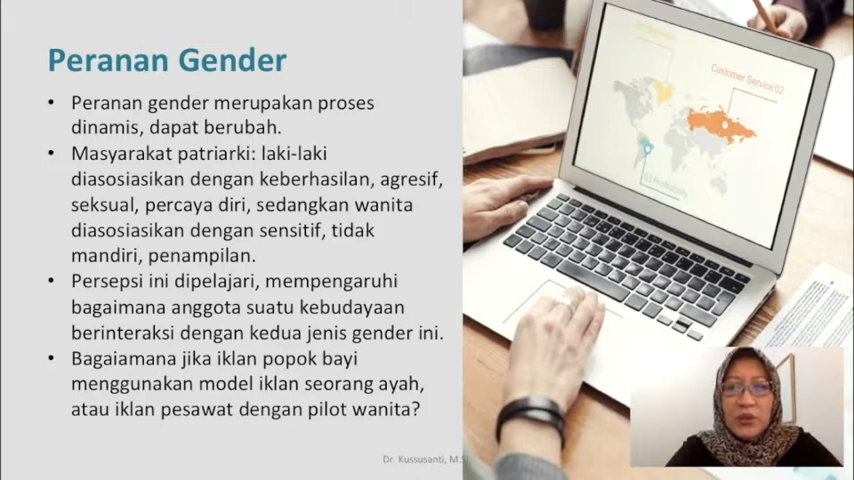 Peranan Gender
• Peranan gender merupakan proses
dinamis, dapat berubah.
• Masyarakat patriarki: laki-laki
diasosiasikan dengan keberhasilan, agresif,
seksual, percaya diri, sedangkan wanita
diasosiasikan dengan sensitif, tidak
mandiri, penampilan.
• Persepsi ini dipelajari, mempengaruhi
bagaimana anggota suatu kebudayaan
berinteraksi dengan kedua jenis gender ini.
• Bagaiamana jika iklan popok bayi
menggunakan model iklan seorang ayah,
atau iklan pesawat dengan pilot wanita?
Customer Service 02
03 Profitability
Dr. Kussusanti, M.Si